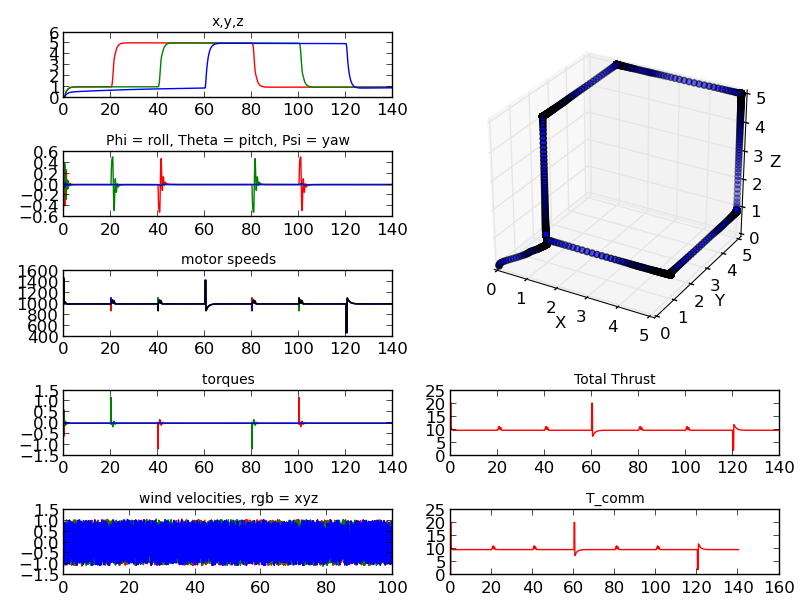 x,y,z
6
5
4
3
2
1
0
0 20 40 60 80 100 120 140
Phi = roll, Theta = pitch, Psi = yaw
0.6
0.4
0.2
0.0
−0.2
−0.4
−0.6
0 20 40 60 80 100 120 140
motor speeds
1600
1400
1200
1000
800
600
400
0 20 40 60 80 100 120 140
torques
1.5
1.0
0.5
0.0
−0.5
−1.0
−1.5
0 20 40 60 80 100 120 140
wind velocities, rgb = xyz
1.5
1.0
0.5
0.0
−0.5
−1.0
−1.5
0 20 40 60 80 100
0 1 2 3 4 5
X
0 1 2 3 4 5
Y
5
4
3
2
1
0
Z
Total Thrust
25
20
15
10
5
0
0 20 40 60 80 100 120 140
T_comm
25
20
15
10
5
0
0 20 40 60 80 100 120 140 160